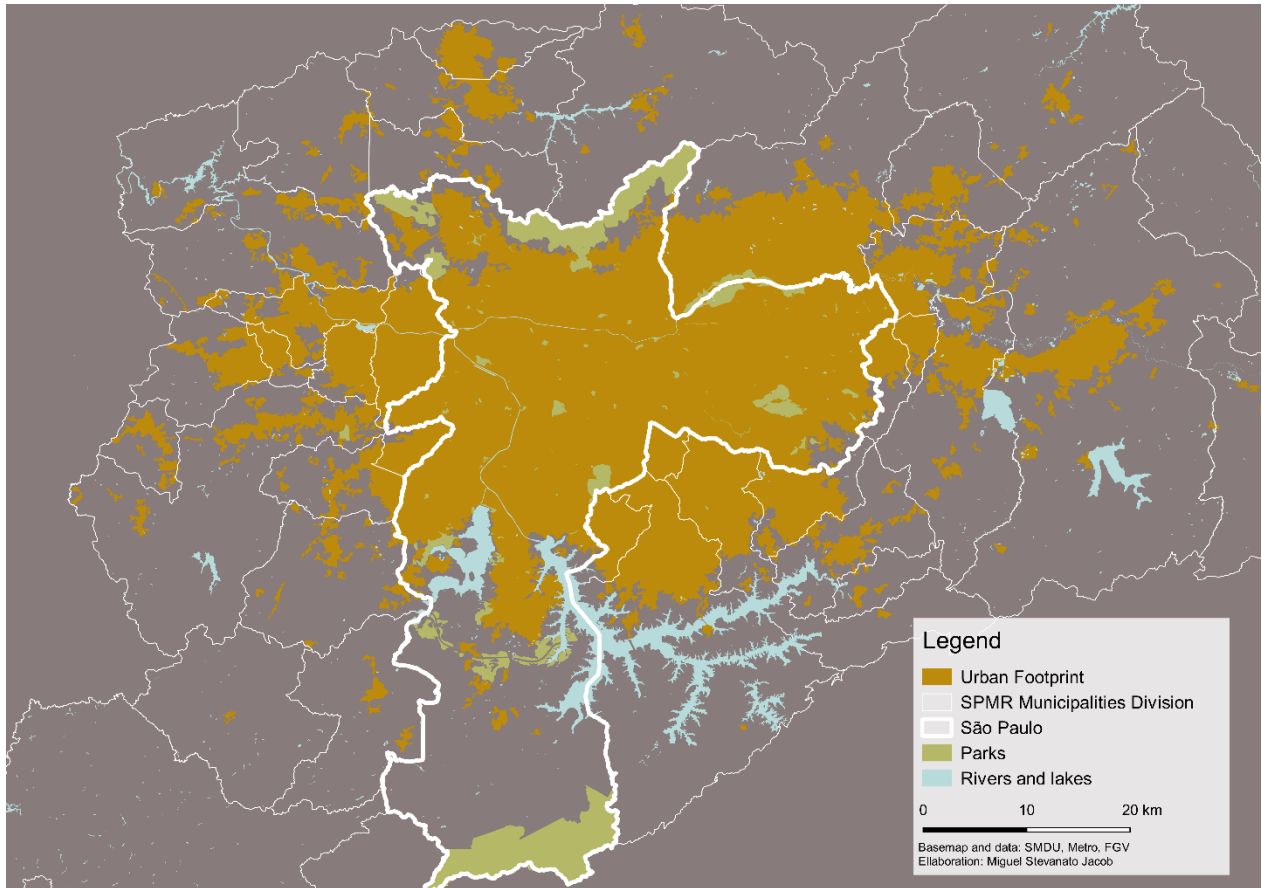 Legend
Urban Footprint
SPMR Municipalities Division
São Paulo
Parks
Rivers and lakes
0 10 20 km
Basemap and data: SMDU, Metro, FGV
Ellaboration: Miguel Stevanato Jacob